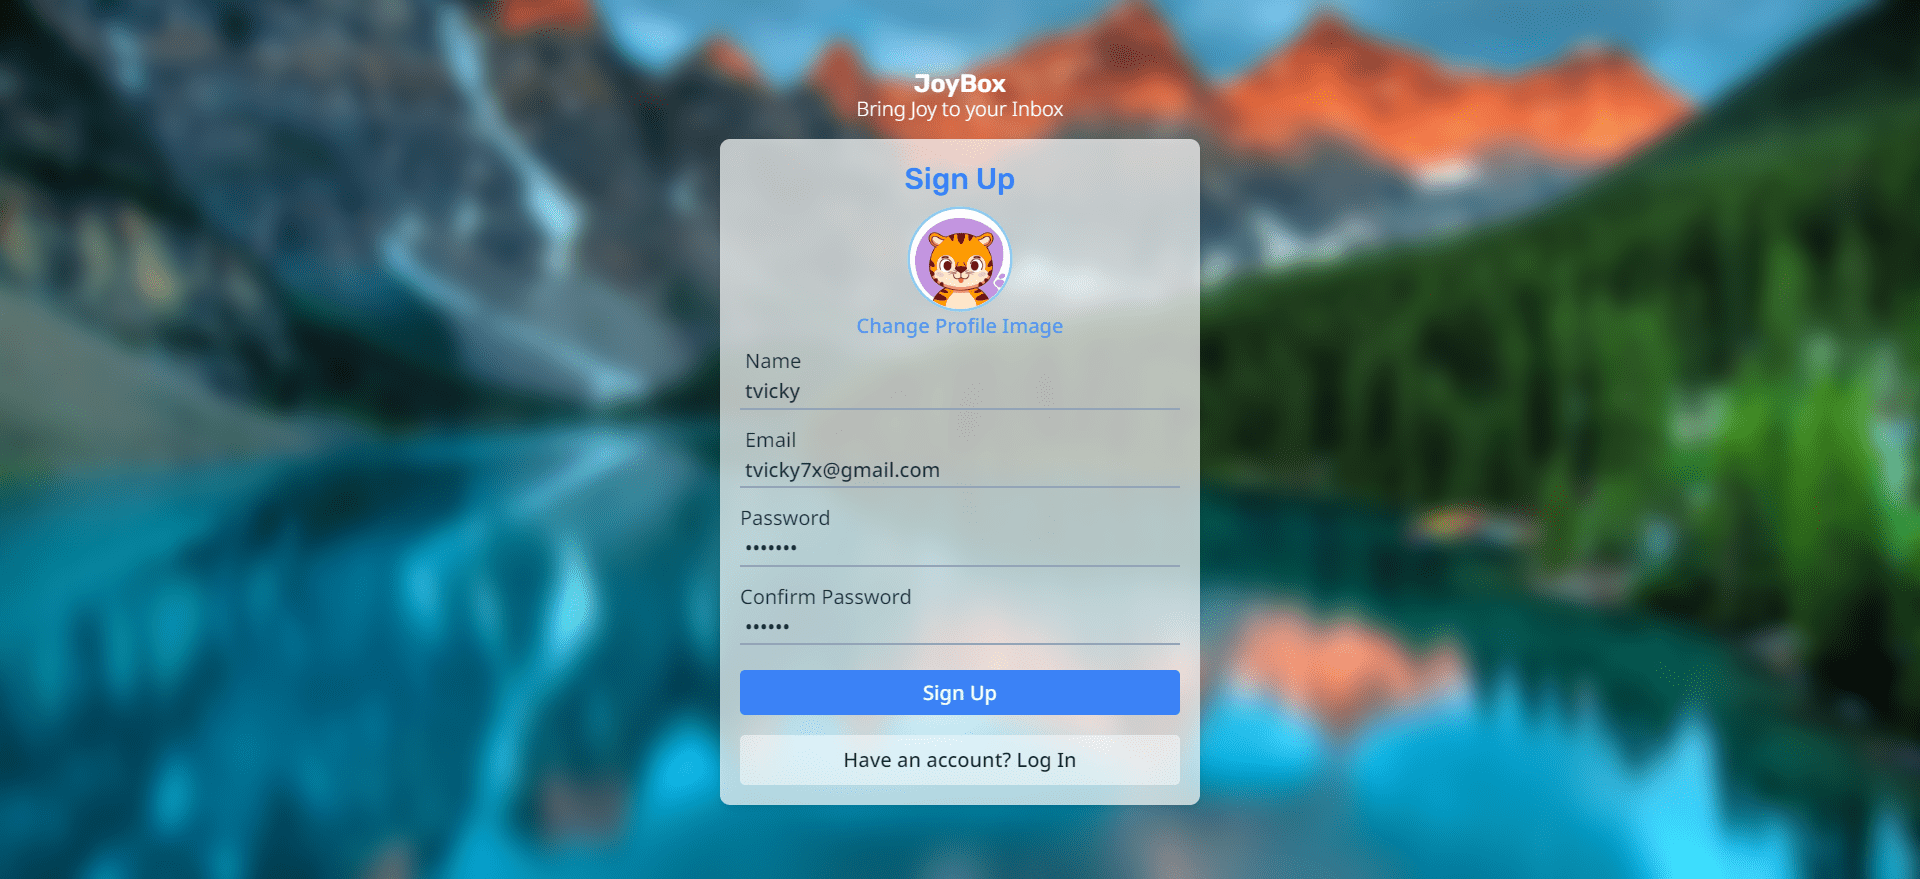 JoyBox
Bring Joy to your Inbox
Sign Up
Change Profile Image
Name
tvicky
Email
tvicky7x@gmail.com
Password
•••••••
Confirm Password
••••••
Sign Up
Have an account? Log In